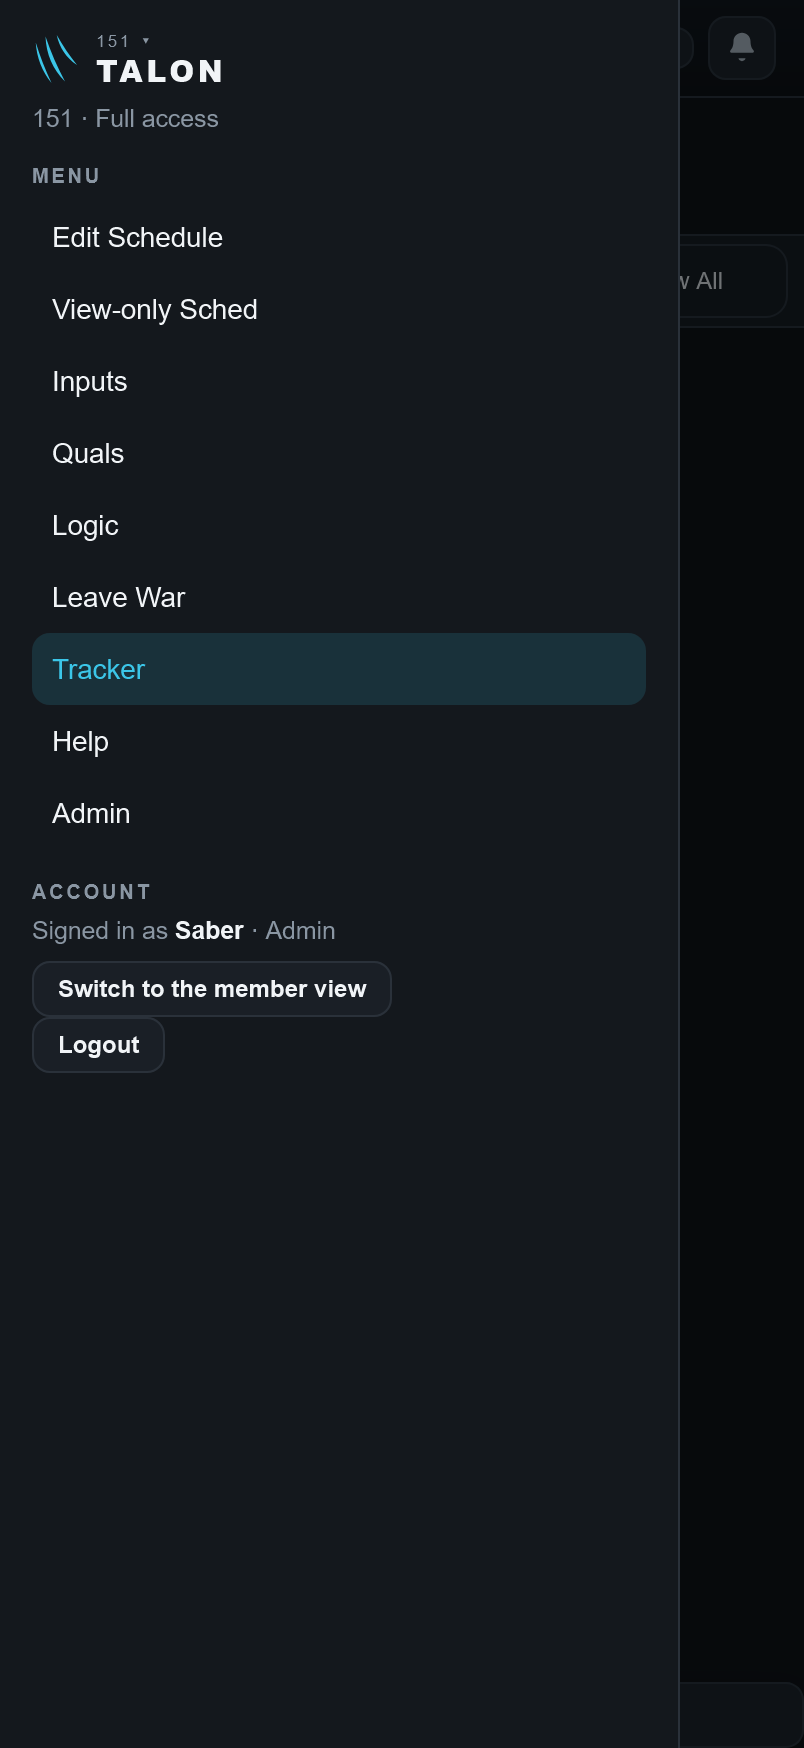 151 ▾
TALON
151 · Full access
MENU
Edit Schedule
View-only Sched
Inputs
Quals
Logic
Leave War
Tracker
Help
Admin
ACCOUNT
Signed in as Saber · Admin
Switch to the member view
Logout
All